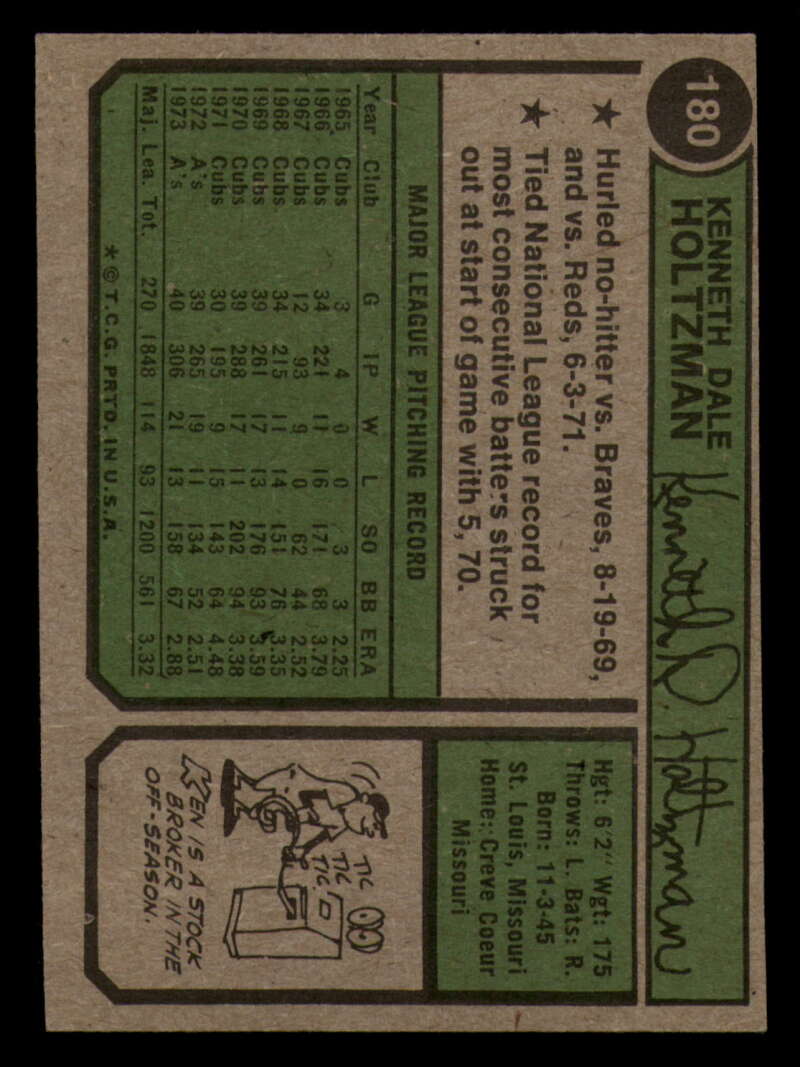 180
KENNETH DALE
HOLTZMAN
Kenneth D. Holtzman
★ Hurled no-hitter vs. Braves, 8-19-69,
and vs. Reds, 6-3-71.
★ Tied National League record for
most consecutive batters struck
out at start of game with 5, 70.
MAJOR LEAGUE PITCHING RECORD
Year Club G IP W L SO BB ERA
1965 Cubs 3 4 0 0 3 3 2.25
1966 Cubs 34 221 11 16 171 68 3.79
1967 Cubs 12 93 9 0 62 44 2.52
1968 Cubs 34 215 11 14 151 76 3.35
1969 Cubs 39 261 17 13 176 93 3.59
1970 Cubs 39 288 17 11 202 94 3.38
1971 Cubs 30 195 9 15 143 64 4.48
1972 A's 39 265 19 11 134 52 2.51
1973 A's 40 306 21 13 158 67 2.88
Maj. Lea. Tot. 270 1848 114 93 1200 561 3.32
* © T.C.G. PRTD. IN U.S.A.
Hgt: 6'2" Wgt: 175
Throws: L. Bats: R.
Born: 11-3-45
St. Louis, Missouri
Home: Creve Coeur
Missouri
TIC
TIC
TIC
KEN IS A STOCK
BROKER IN THE
OFF-SEASON.